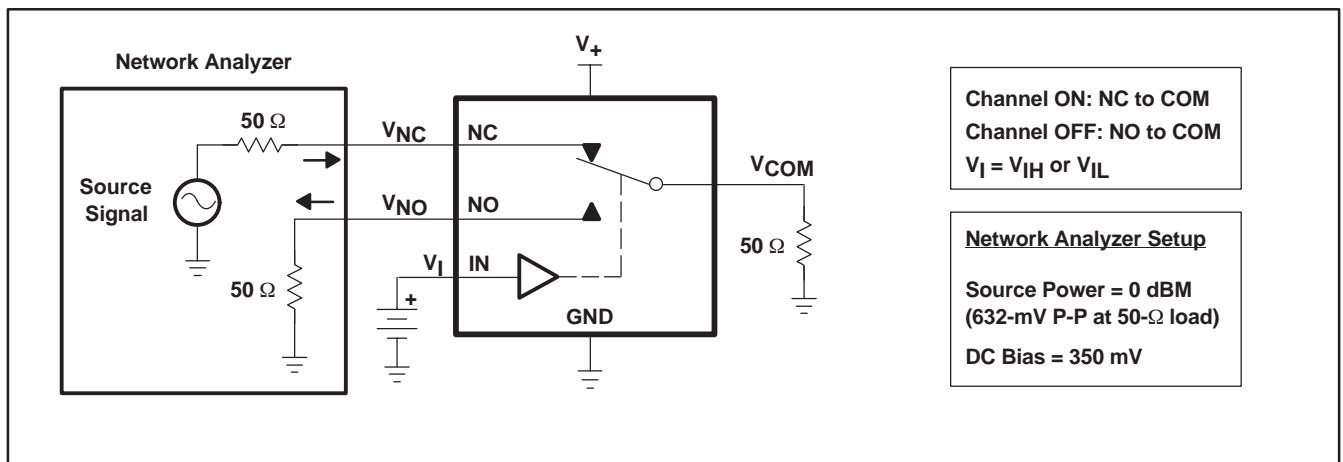 Network Analyzer
50 Ω
Source
Signal
50 Ω
V+
VNC
NC
VNO
NO
VI
IN
+
GND
VCOM
50 Ω
Channel ON: NC to COM
Channel OFF: NO to COM
VI = VIH or VIL
Network Analyzer Setup
Source Power = 0 dBM
(632-mV P-P at 50-Ω load)
DC Bias = 350 mV